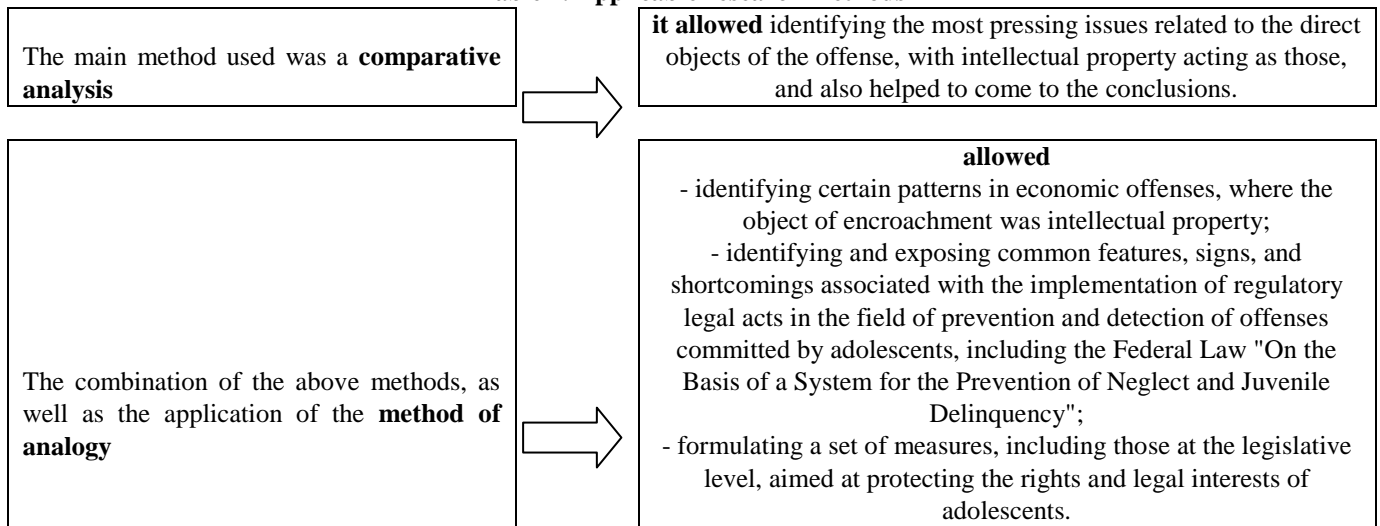 The main method used was a comparative
analysis
it allowed identifying the most pressing issues related to the direct
objects of the offense, with intellectual property acting as those,
and also helped to come to the conclusions.
The combination of the above methods, as
well as the application of the method of
analogy
allowed
- identifying certain patterns in economic offenses, where the
object of encroachment was intellectual property;
- identifying and exposing common features, signs, and
shortcomings associated with the implementation of regulatory
legal acts in the field of prevention and detection of offenses
committed by adolescents, including the Federal Law "On the
Basis of a System for the Prevention of Neglect and Juvenile
Delinquency";
- formulating a set of measures, including those at the legislative
level, aimed at protecting the rights and legal interests of
adolescents.